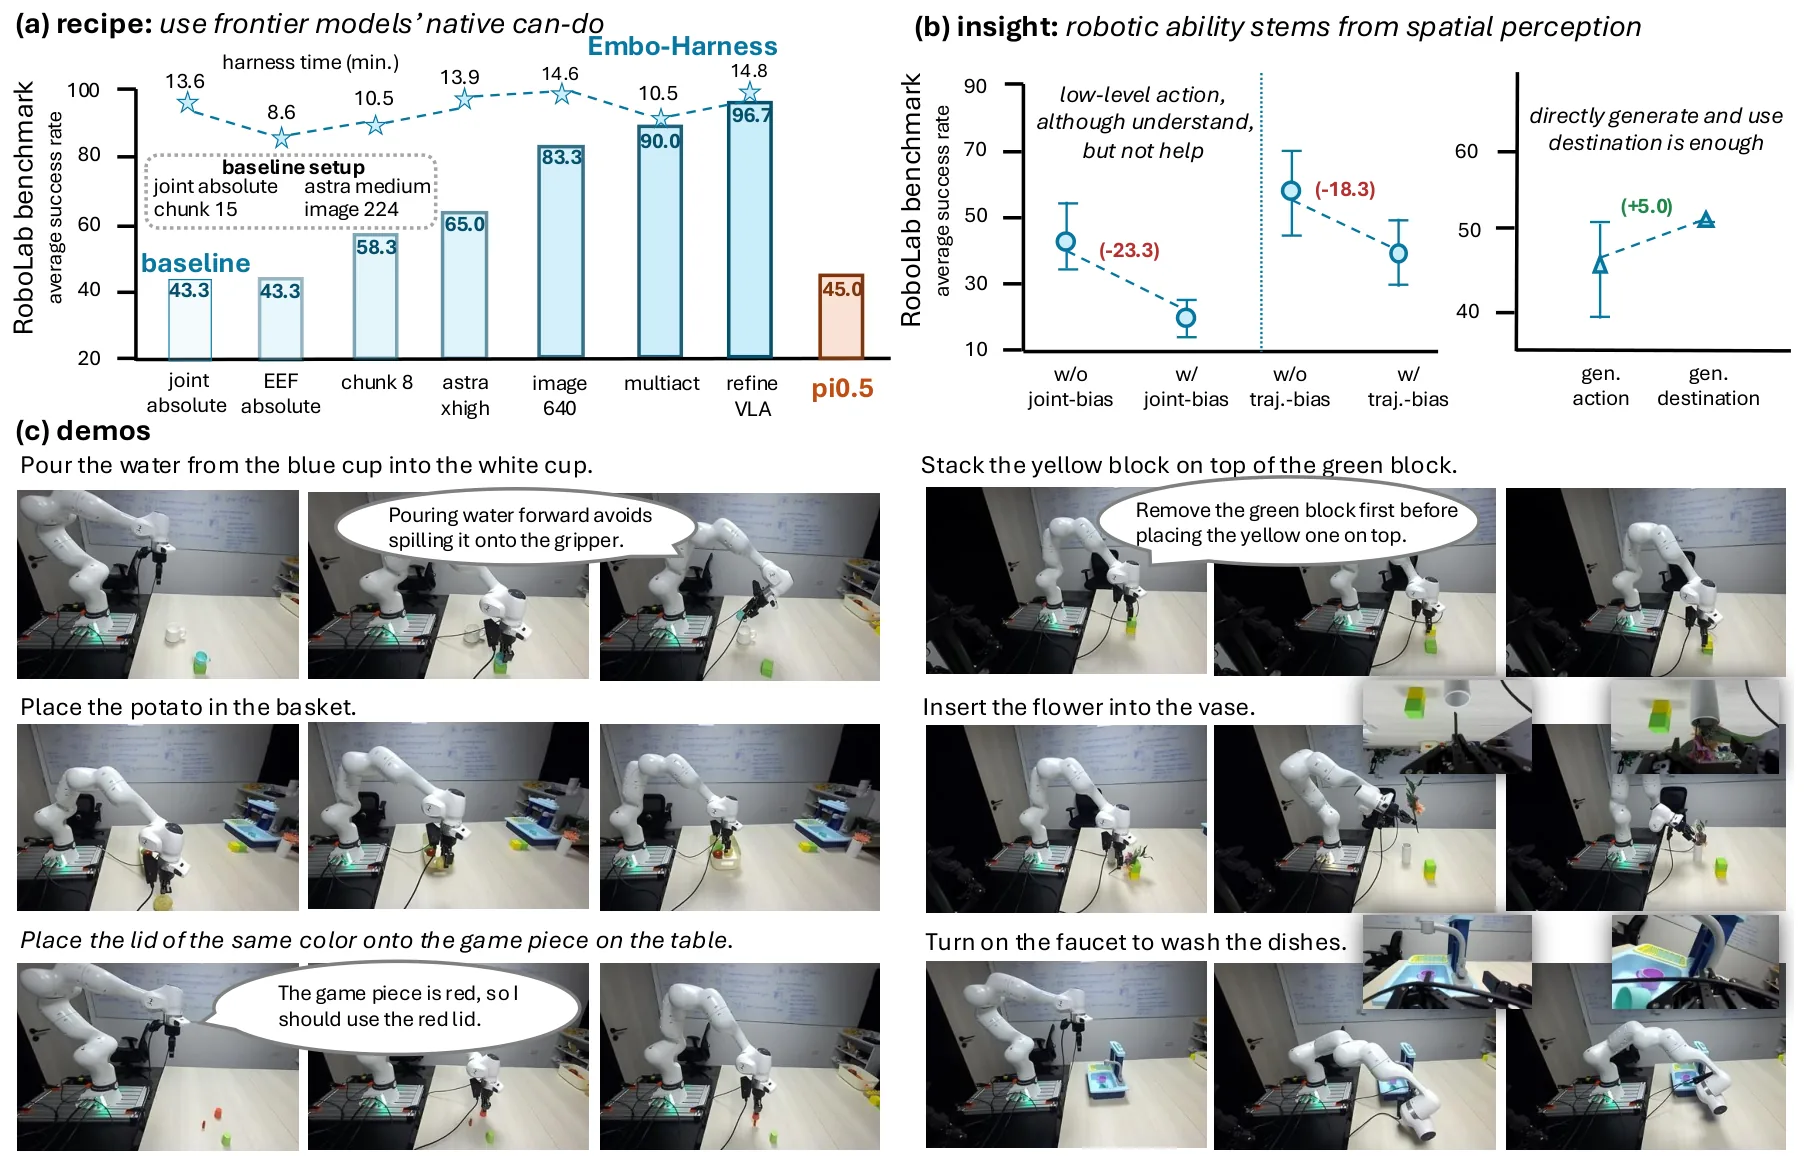 (a) recipe: use frontier models' native can-do
Embo-Harness
harness time (min.)
13.6
8.6
10.5
13.9
14.6
10.5
14.8
RoboLab benchmark
average success rate
100
80
60
40
20
baseline setup
joint absolute astra medium
chunk 15 image 224
baseline
43.3
43.3
58.3
65.0
83.3
90.0
96.7
45.0
joint
absolute
EEF
absolute
chunk 8
astra
xhigh
image
640
multiact
refine
VLA
pi0.5
(b) insight: robotic ability stems from spatial perception
RoboLab benchmark
average success rate
90
70
50
30
10
low-level action,
although understand,
but not help
(-23.3)
(-18.3)
w/o
joint-bias
w/
joint-bias
w/o
traj.-bias
w/
traj.-bias
60
50
40
directly generate and use
destination is enough
(+5.0)
gen.
action
gen.
destination
(c) demos
Pour the water from the blue cup into the white cup.
Pouring water forward avoids
spilling it onto the gripper.
Stack the yellow block on top of the green block.
Remove the green block first before
placing the yellow one on top.
Place the potato in the basket.
Insert the flower into the vase.
Place the lid of the same color onto the game piece on the table.
The game piece is red, so I
should use the red lid.
Turn on the faucet to wash the dishes.